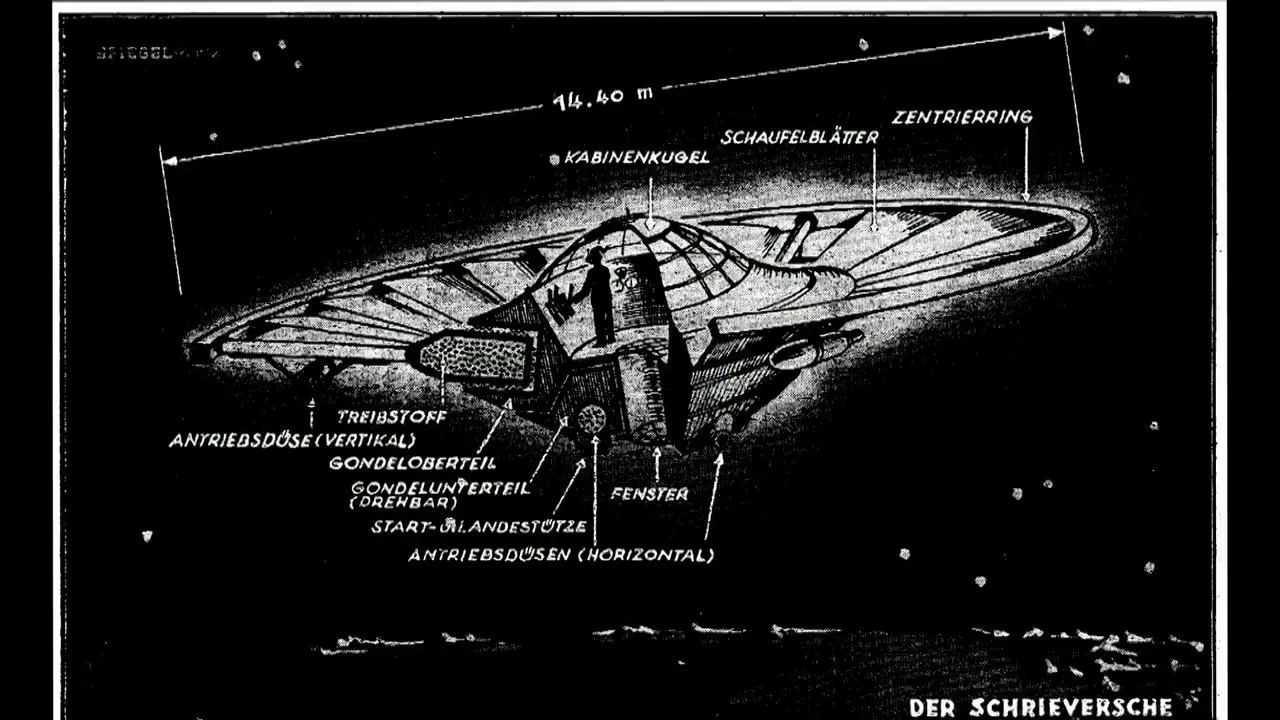 14.40 m
ZENTRIERRING
SCHAUFELBLÄTTER
KABINENKUGEL
TREIBSTOFF
ANTRIEBSDÜSE (VERTIKAL)
GONDELOBERTEIL
GONDELUNTERTEIL
(DREHBAR)
FENSTER
START- U. LANDESTÜTZE
ANTRIEBSDÜSEN (HORIZONTAL)
DER SCHRIEVERSCHE